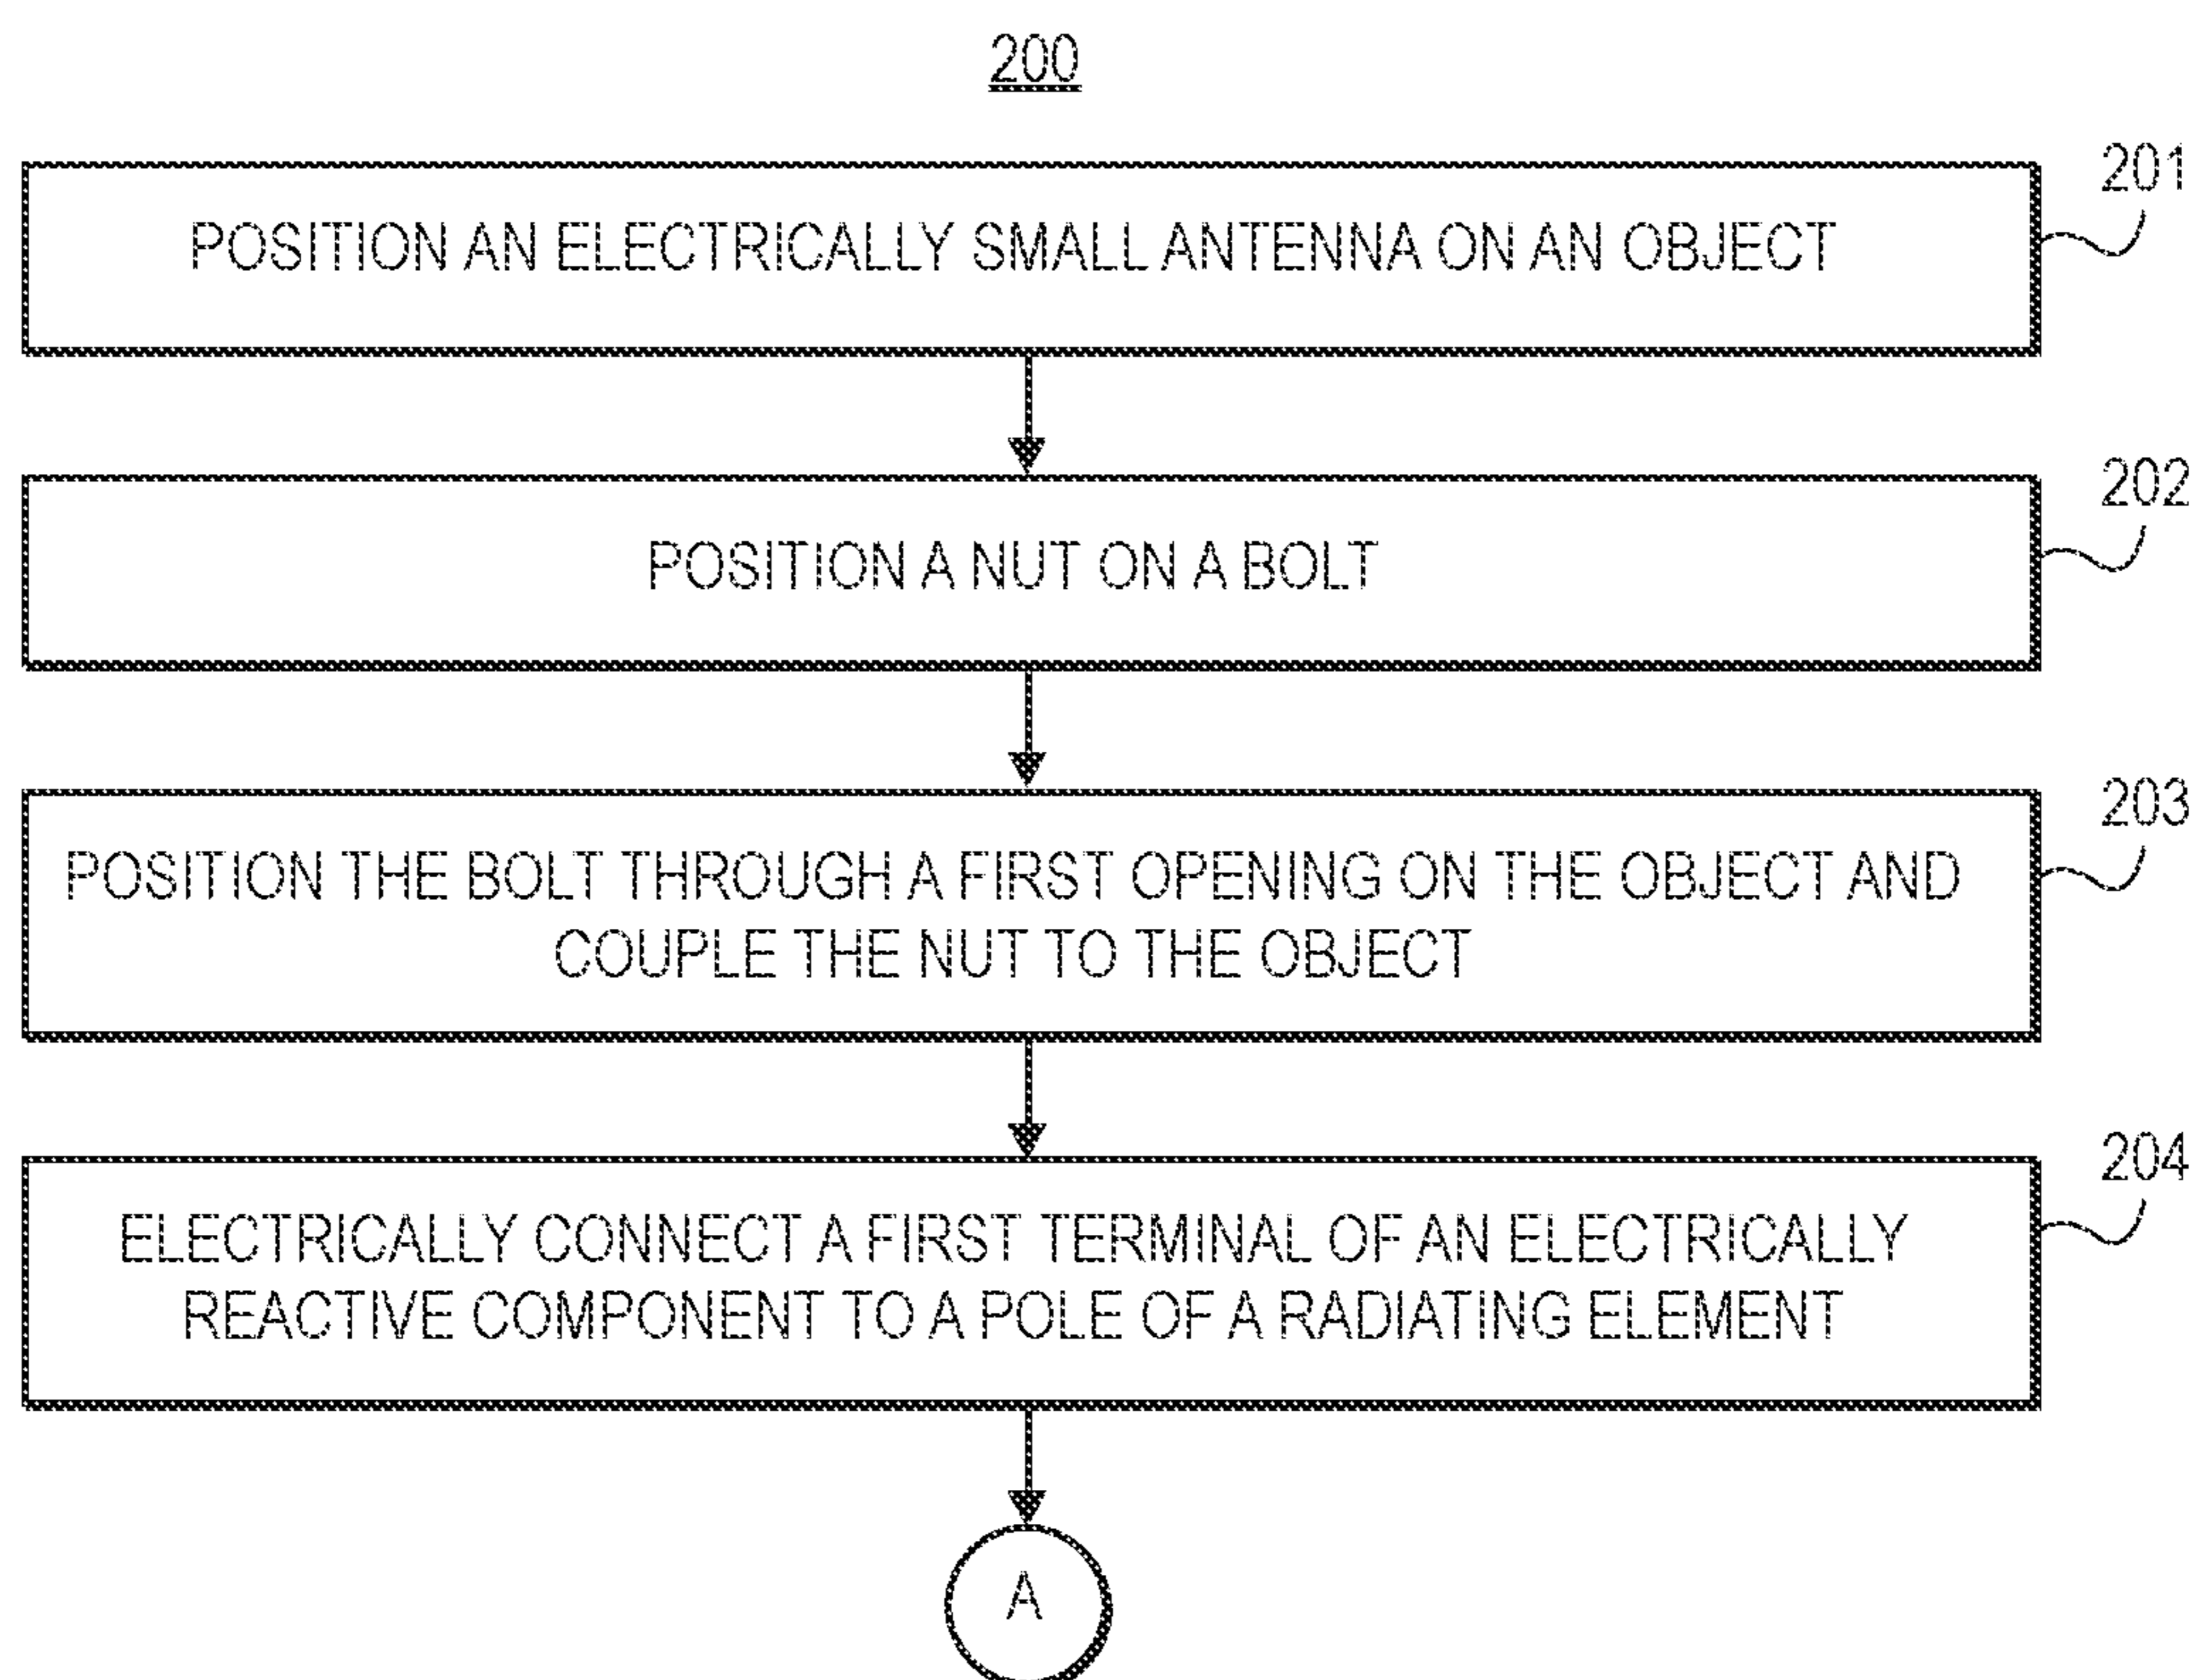 200
201
POSITION AN ELECTRICALLY SMALL ANTENNA ON AN OBJECT
202
POSITION A NUT ON A BOLT
203
POSITION THE BOLT THROUGH A FIRST OPENING ON THE OBJECT AND
COUPLE THE NUT TO THE OBJECT
204
ELECTRICALLY CONNECT A FIRST TERMINAL OF AN ELECTRICALLY
REACTIVE COMPONENT TO A POLE OF A RADIATING ELEMENT
A